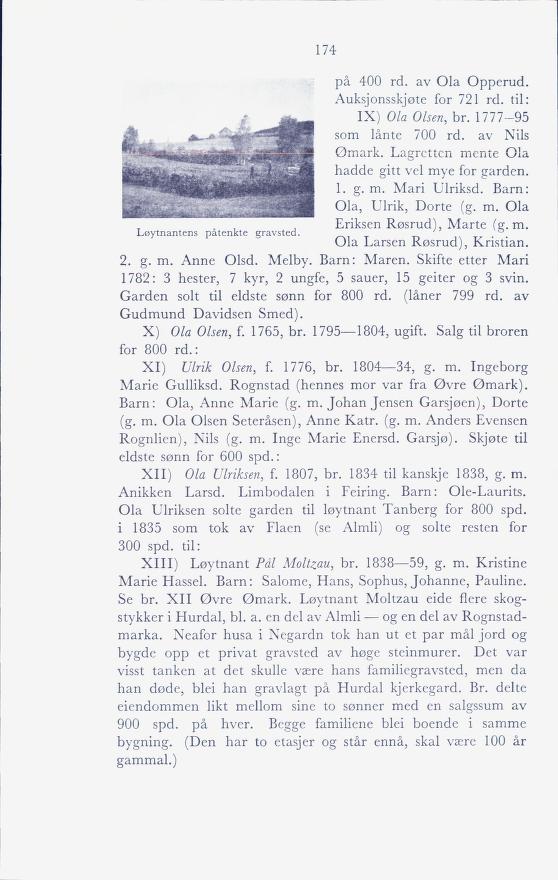 174
på 400 rd. av Ola Opperud.
Auksjonsskjøte for 721 rd. til:
IX) Ola Olsen, br. 1777–95
som lånte 700 rd. av Nils
Ømark. Lagretten mente Ola
hadde gitt vel mye for garden.
1. g. m. Mari Ulriksd. Barn:
Ola, Ulrik, Dorte (g. m. Ola
Eriksen Røsrud), Marte (g. m.
Ola Larsen Røsrud), Kristian.
Løytnantens påtenkte gravsted.
2. g. m. Anne Olsd. Melby. Barn: Maren. Skifte etter Mari
1782: 3 hester, 7 kyr, 2 ungfe, 5 sauer, 15 geiter og 3 svin.
Garden solt til eldste sønn for 800 rd. (låner 799 rd. av
Gudmund Davidsen Smed).
X) Ola Olsen, f. 1765, br. 1795—1804, ugift. Salg til broren
for 800 rd.:
XI) Ulrik Olsen, f. 1776, br. 1804—34, g. m. Ingeborg
Marie Gulliksd. Rognstad (hennes mor var fra Øvre Ømark).
Barn: Ola, Anne Marie (g. m. Johan Jensen Garsjøen), Dorte
(g. m. Ola Olsen Seteråsen), Anne Katr. (g. m. Anders Evensen
Rognlien), Nils (g. m. Inge Marie Enersd. Garsjø). Skjøte til
eldste sønn for 600 spd.:
XII) Ola Ulriksen, f. 1807, br. 1834 til kanskje 1838, g. m.
Anikken Larsd. Limbodalen i Feiring. Barn: Ole-Laurits.
Ola Ulriksen solte garden til løytnant Tanberg for 800 spd.
i 1835 som tok av Flaen (se Almli) og solte resten for
300 spd. til:
XIII) Løytnant Pål Moltzau, br. 1838—59, g. m. Kristine
Marie Hassel. Barn: Salome, Hans, Sophus, Johanne, Pauline.
Se br. XII Øvre Ømark. Løytnant Moltzau eide flere skog-
stykker i Hurdal, bl. a. en del av Almli — og en del av Rognstad-
marka. Neafor husa i Negardn tok han ut et par mål jord og
bygde opp et privat gravsted av høge steinmurer. Det var
visst tanken at det skulle være hans familiegravsted, men da
han døde, blei han gravlagt på Hurdal kjerkegard. Br. delte
eiendommen likt mellom sine to sønner med en salgssum av
900 spd. på hver. Begge familiene blei boende i samme
bygning. (Den har to etasjer og står ennå, skal være 100 år
gammal.)